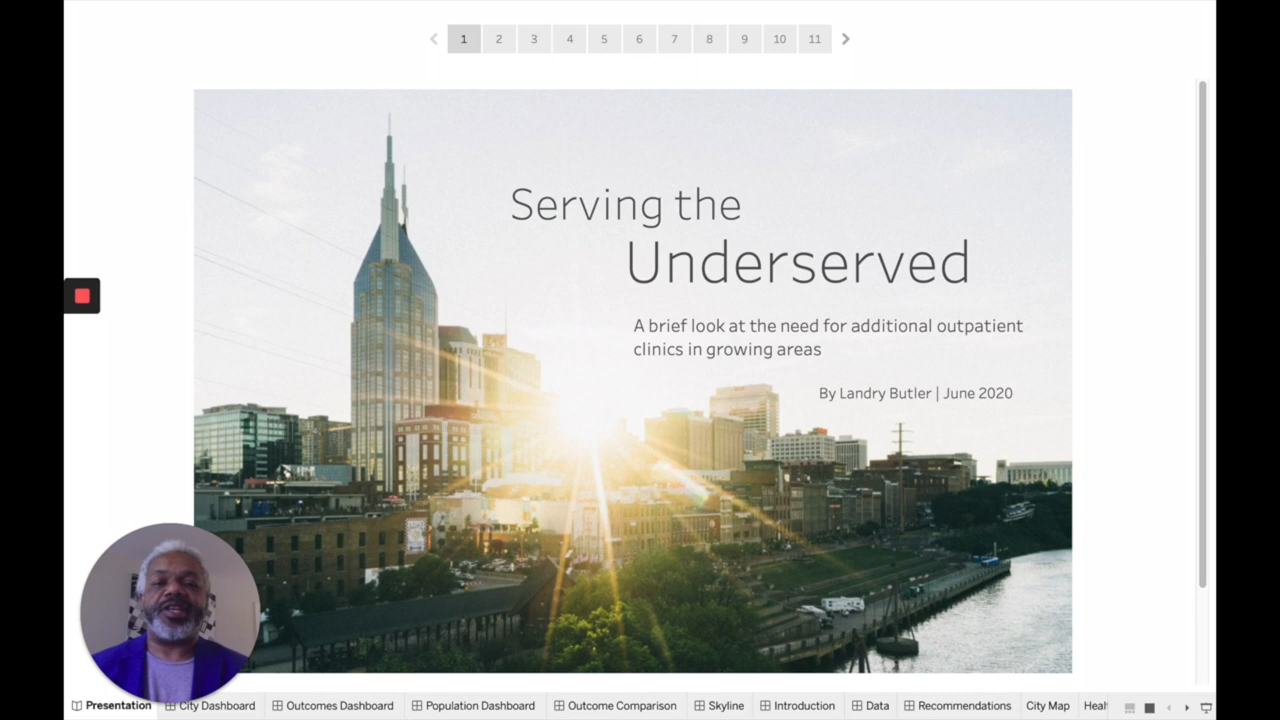 1 2 3 4 5 6 7 8 9 10 11
Serving the
Underserved
A brief look at the need for additional outpatient
clinics in growing areas
By Landry Butler | June 2020
Presentation City Dashboard Outcomes Dashboard Population Dashboard Outcome Comparison Skyline Introduction Data Recommendations City Map Healt